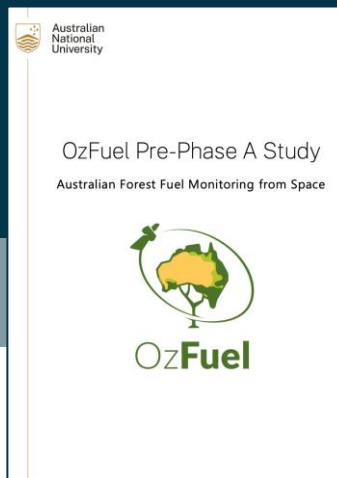 Australian
National
University
OzFuel Pre-Phase A Study
Australian Forest Fuel Monitoring from Space
OzFuel